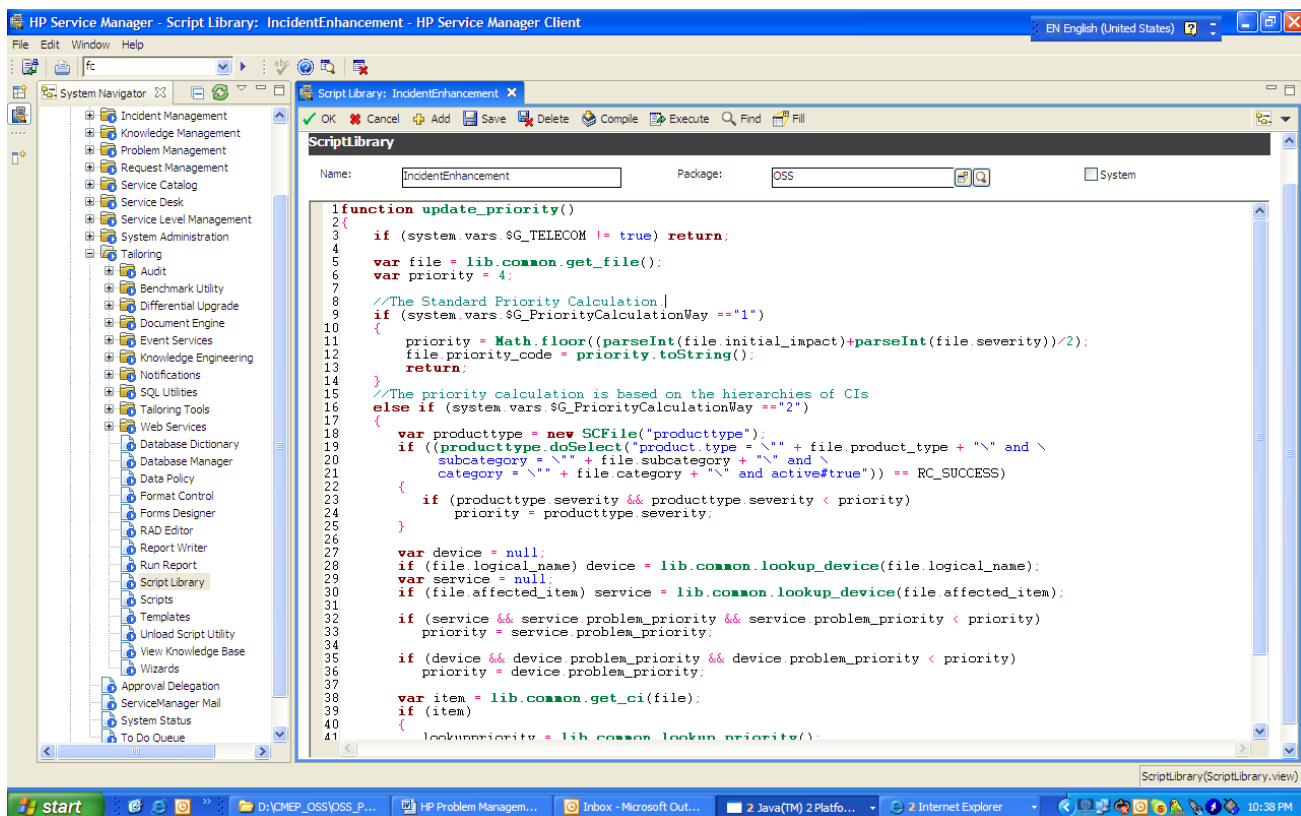 HP Service Manager - Script Library: IncidentEnhancement - HP Service Manager Client
EN English (United States)
File Edit Window Help
fc
abc
System Navigator
Script Library: IncidentEnhancement
Incident Management
Knowledge Management
Problem Management
Request Management
Service Catalog
Service Desk
Service Level Management
System Administration
Tailoring
Audit
Benchmark Utility
Differential Upgrade
Document Engine
Event Services
Knowledge Engineering
Notifications
SQL Utilities
Tailoring Tools
Web Services
Database Dictionary
Database Manager
Data Policy
Format Control
Forms Designer
RAD Editor
Report Writer
Run Report
Script Library
Scripts
Templates
Unload Script Utility
View Knowledge Base
Wizards
Approval Delegation
ServiceManager Mail
System Status
To Do Queue
OK Cancel Add Save Delete Compile Execute Find Fill
ScriptLibrary
Name: IncidentEnhancement Package: OSS System
1 function update_priority()
2 {
3 if (system.vars.$G_TELECOM != true) return;
4
5 var file = lib.common.get_file();
6 var priority = 4;
7
8 //The Standard Priority Calculation.
9 if (system.vars.$G_PriorityCalculationWay =="1")
10 {
11 priority = Math.floor((parseInt(file.initial_impact)+parseInt(file.severity))/2);
12 file.priority_code = priority.toString();
13 return;
14 }
15 //The priority calculation is based on the hierarchies of CIs
16 else if (system.vars.$G_PriorityCalculationWay =="2")
17 {
18 var producttype = new SCFile("producttype");
19 if ((producttype.doSelect("product.type = \"" + file.product_type + "\" and \
20 subcategory = \"" + file.subcategory + "\" and \
21 category = \"" + file.category + "\" and active#true")) == RC_SUCCESS)
22 {
23 if (producttype.severity && producttype.severity < priority)
24 priority = producttype.severity;
25 }
26
27 var device = null;
28 if (file.logical_name) device = lib.common.lookup_device(file.logical_name);
29 var service = null;
30 if (file.affected_item) service = lib.common.lookup_device(file.affected_item);
31
32 if (service && service.problem_priority && service.problem_priority < priority)
33 priority = service.problem_priority;
34
35 if (device && device.problem_priority && device.problem_priority < priority)
36 priority = device.problem_priority;
37
38 var item = lib.common.get_ci(file);
39 if (item)
40 {
41 lookuppriority = lib.common.lookup_priority();
ScriptLibrary(ScriptLibrary.view)
start
D:\CMEP_OSS\OSS_P...
HP Problem Managem...
Inbox - Microsoft Out...
2 Java(TM) 2 Platfo...
2 Internet Explorer
10:38 PM